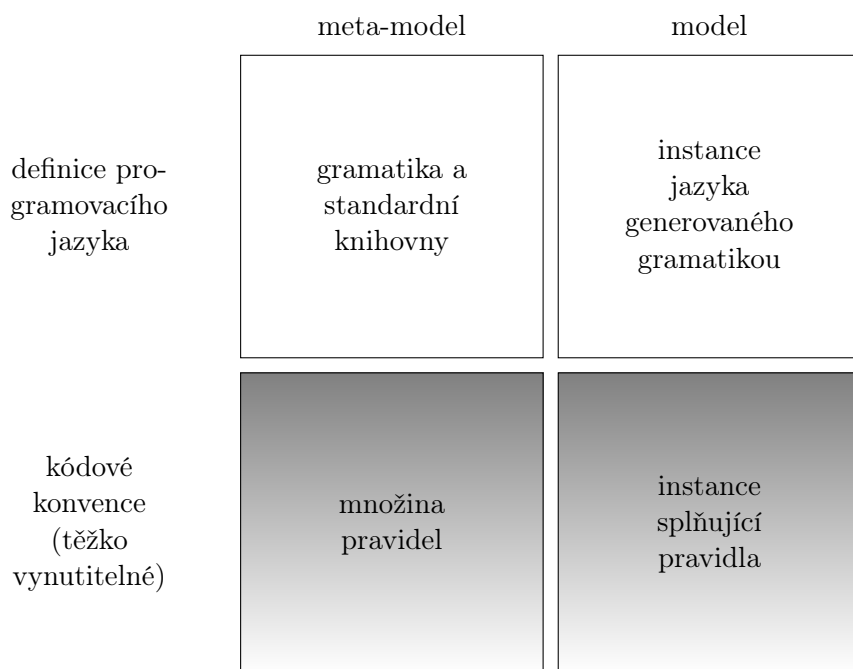 meta-model
model
definice pro-
gramovacího
jazyka
gramatika a
standardní
knihovny
instance
jazyka
generovaného
gramatikou
kódové
konvence
(těžko
vynutitelné)
množina
pravidel
instance
splňující
pravidla